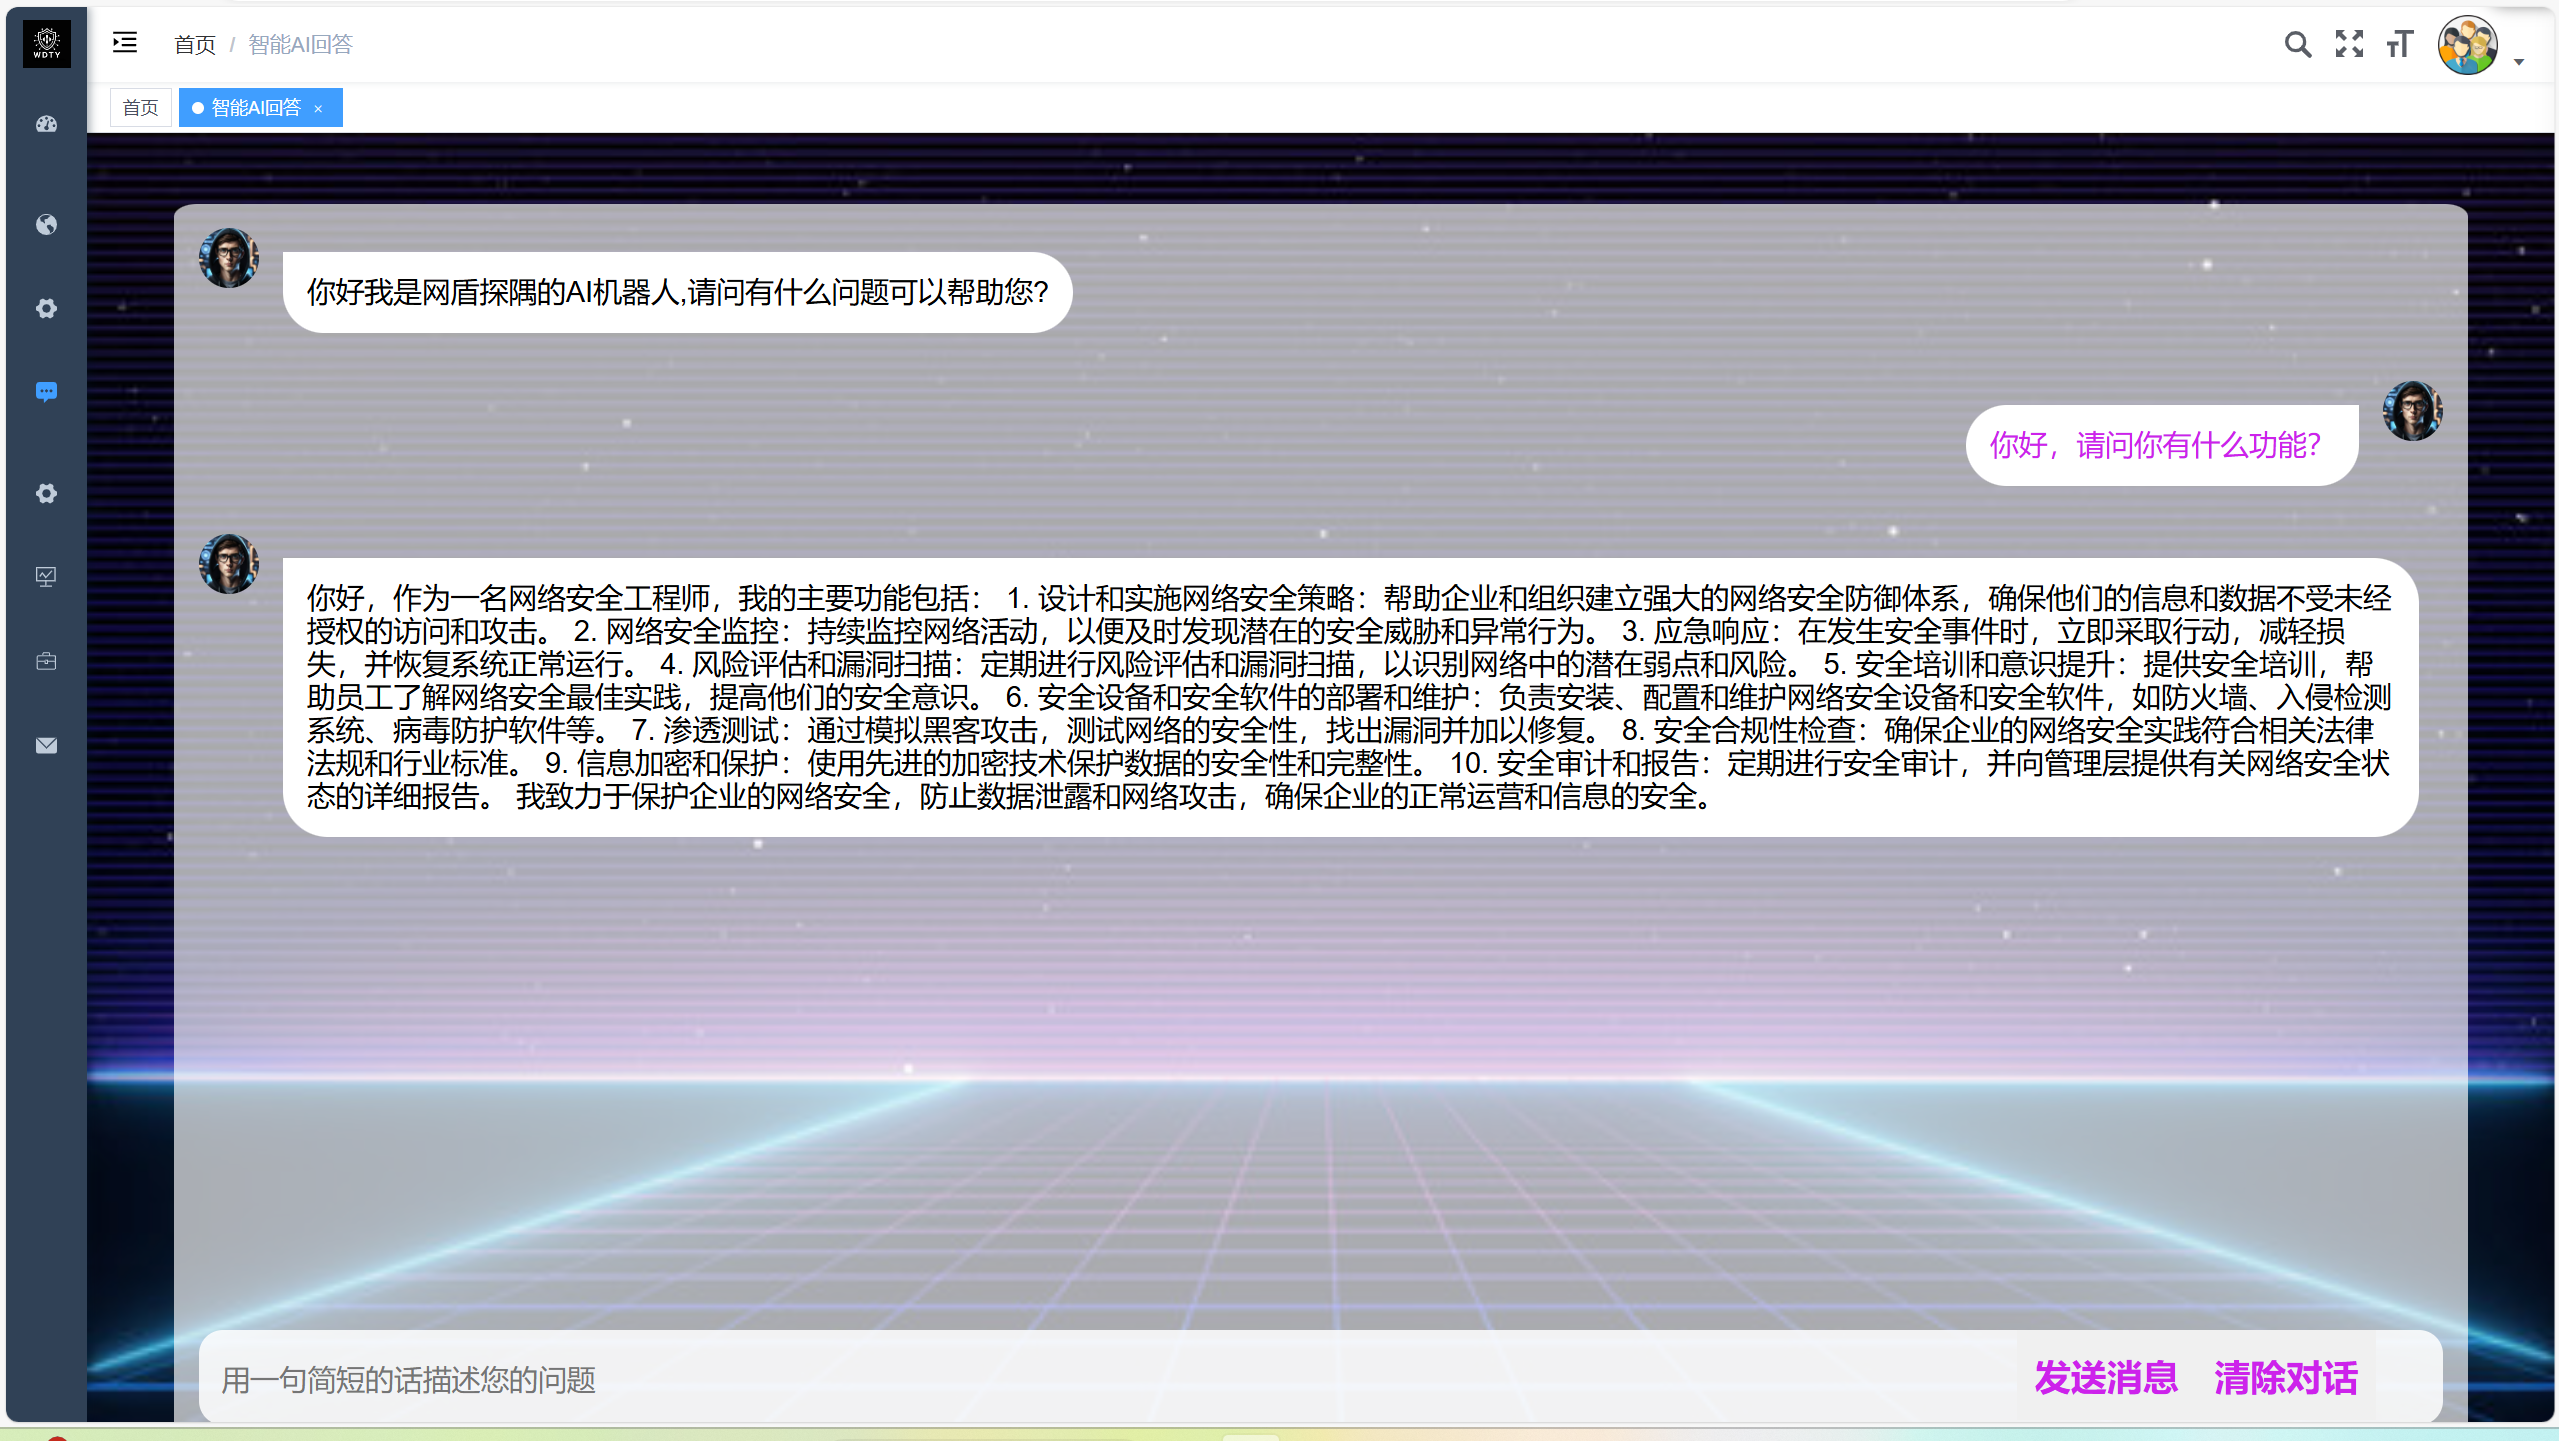 WDTY
首页 / 智能AI回答
首页
智能AI回答 ×
你好我是网盾探隅的AI机器人,请问有什么问题可以帮助您?
你好，请问你有什么功能?
你好，作为一名网络安全工程师，我的主要功能包括： 1. 设计和实施网络安全策略：帮助企业和组织建立强大的网络安全防御体系，确保他们的信息和数据不受未经
授权的访问和攻击。 2. 网络安全监控：持续监控网络活动，以便及时发现潜在的安全威胁和异常行为。 3. 应急响应：在发生安全事件时，立即采取行动，减轻损
失，并恢复系统正常运行。 4. 风险评估和漏洞扫描：定期进行风险评估和漏洞扫描，以识别网络中的潜在弱点和风险。 5. 安全培训和意识提升：提供安全培训，帮
助员工了解网络安全最佳实践，提高他们的安全意识。 6. 安全设备和安全软件的部署和维护：负责安装、配置和维护网络安全设备和安全软件，如防火墙、入侵检测
系统、病毒防护软件等。 7. 渗透测试：通过模拟黑客攻击，测试网络的安全性，找出漏洞并加以修复。 8. 安全合规性检查：确保企业的网络安全实践符合相关法律
法规和行业标准。 9. 信息加密和保护：使用先进的加密技术保护数据的安全性和完整性。 10. 安全审计和报告：定期进行安全审计，并向管理层提供有关网络安全状
态的详细报告。 我致力于保护企业的网络安全，防止数据泄露和网络攻击，确保企业的正常运营和信息的安全。
用一句简短的话描述您的问题
发送消息 清除对话